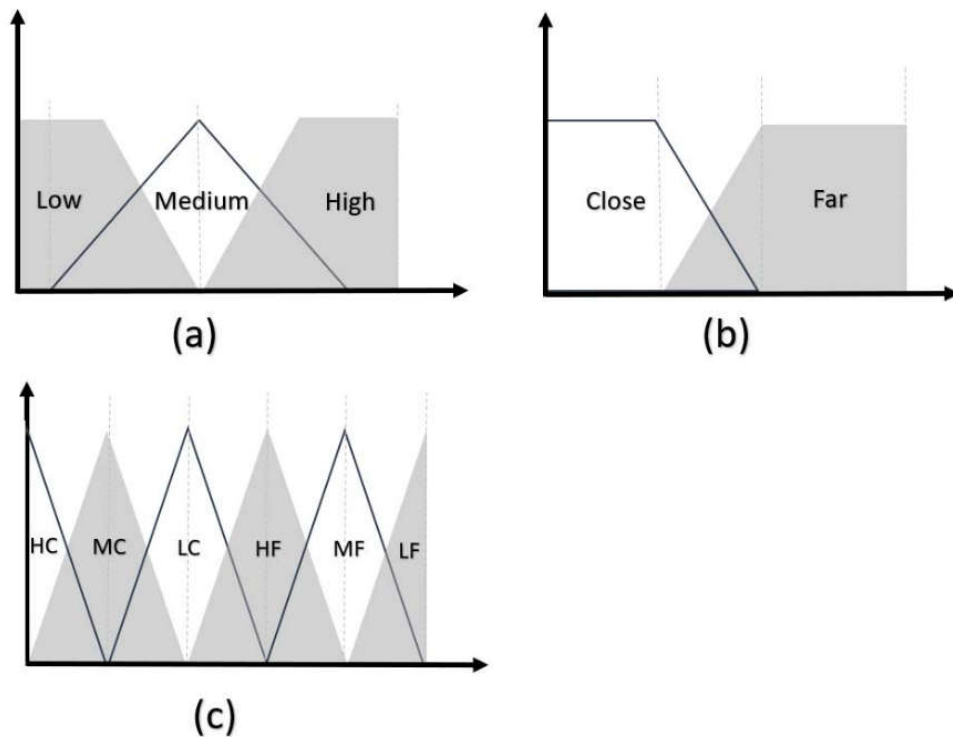 Low Medium High
(a)
Close Far
(b)
HC MC LC HF MF LF
(c)